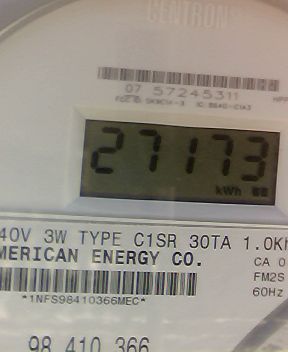 CENTRON
07 57245311
27173
kWh
40V 3W TYPE C1SR 30TA 1.0Kh
MERICAN ENERGY CO.
CA 0
FM2S
60Hz
*1NFS98410366MEC*
98 410 366